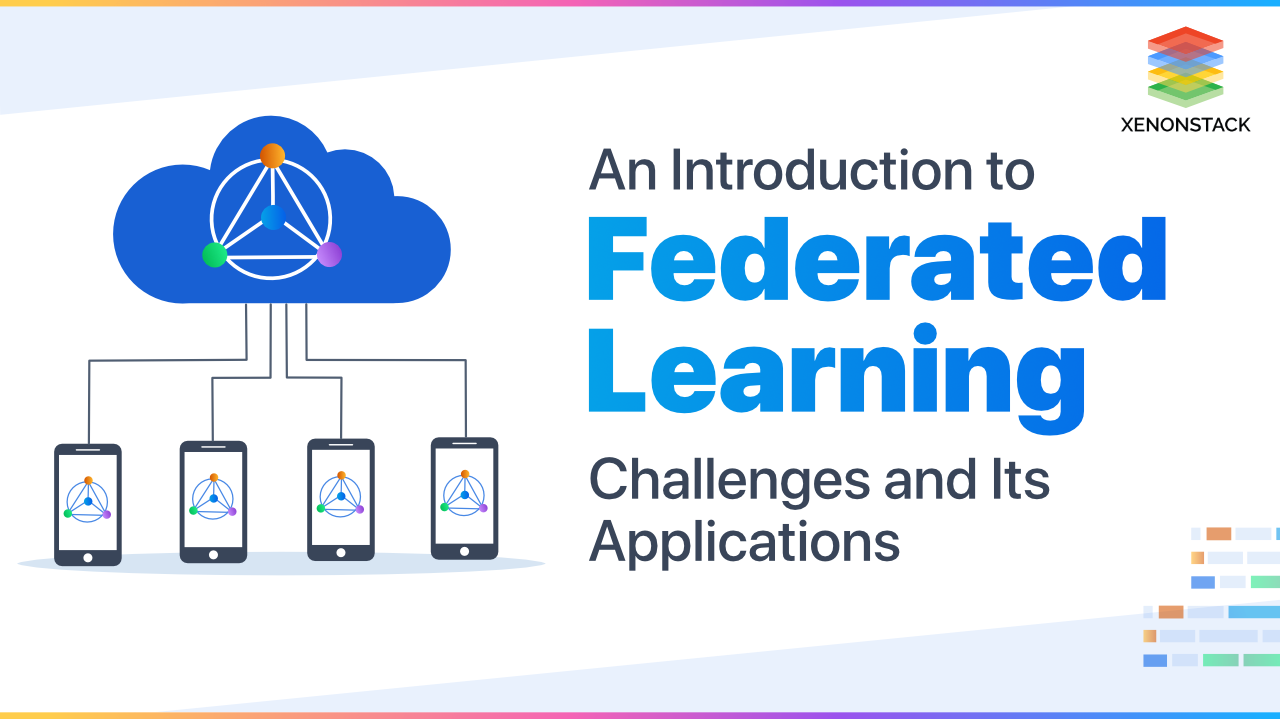 XENONSTACK
An Introduction to
Federated
Learning
Challenges and Its
Applications